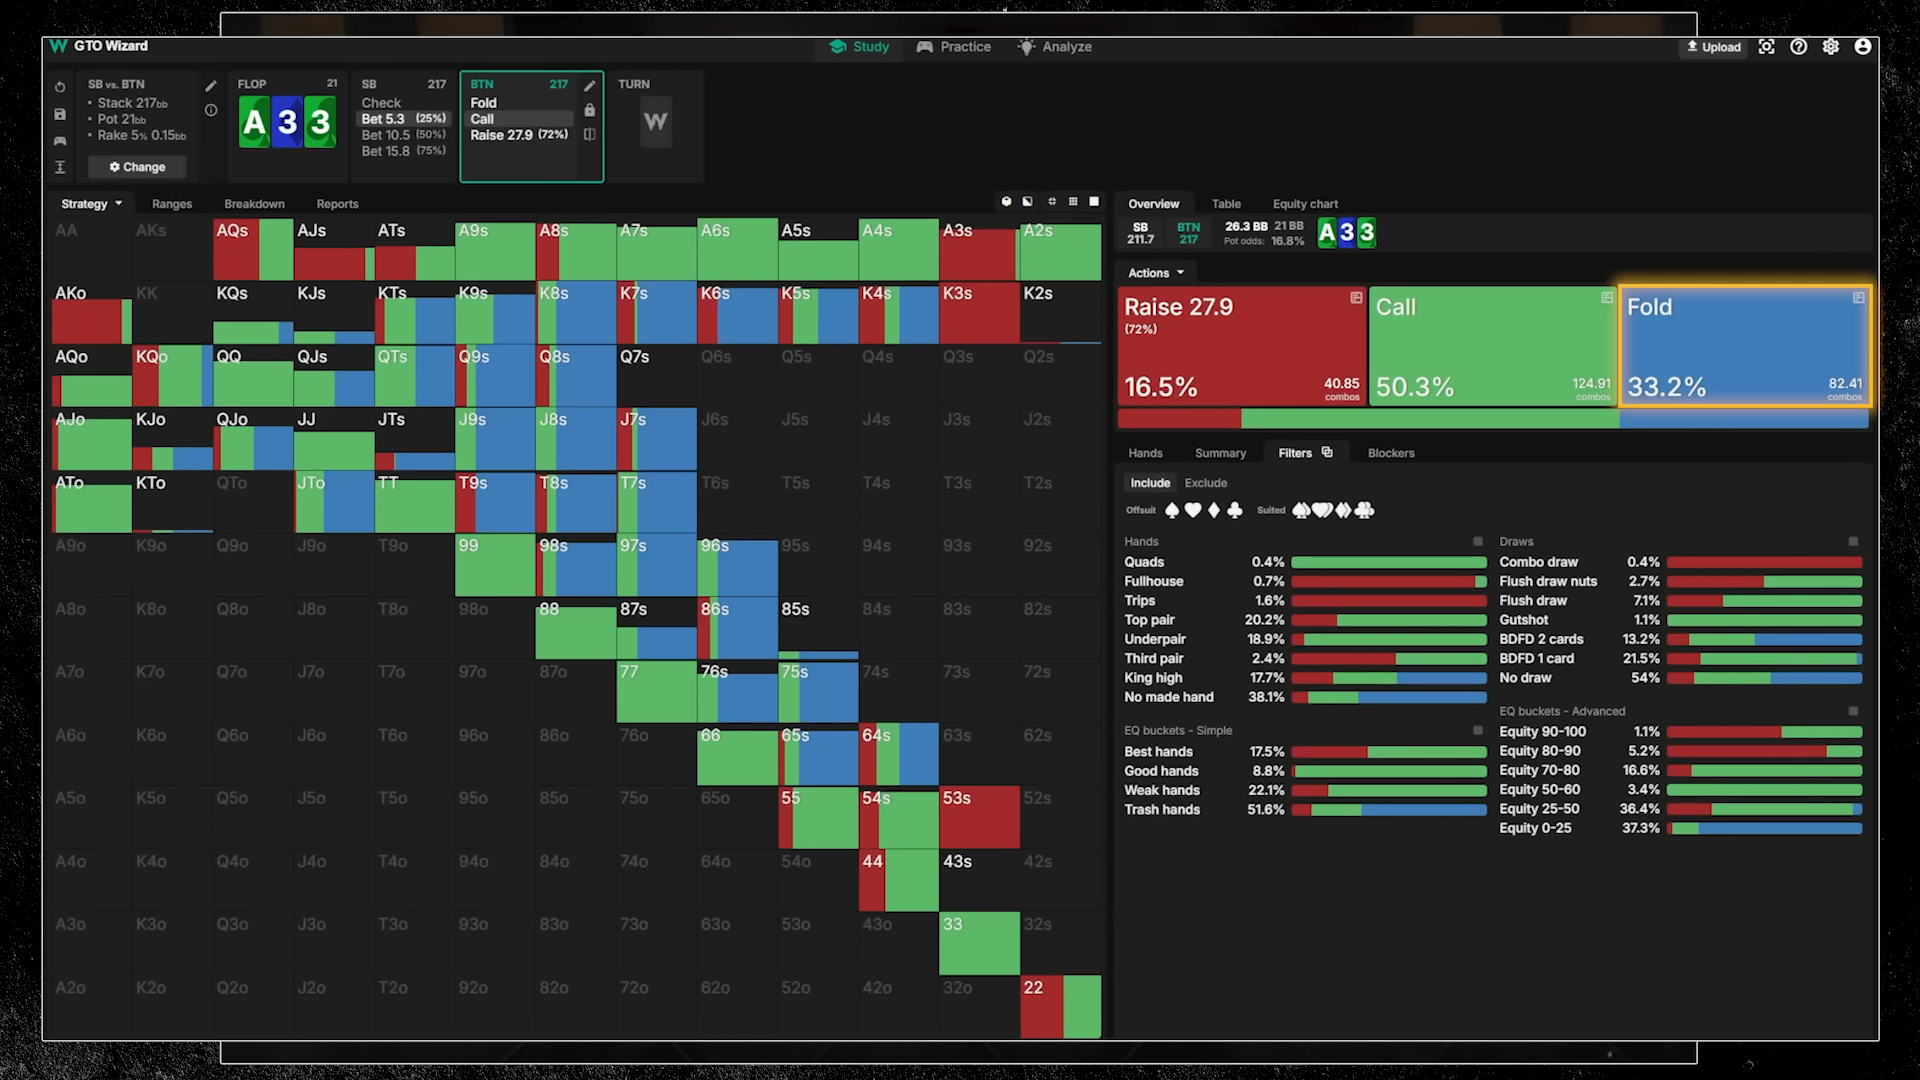 GTO Wizard
Study
Practice
Analyze
Upload
SB vs. BTN
• Stack 217bb
• Pot 21bb
• Rake 5% 0.15bb
Change
FLOP 21
A 3 3
SB 217
Check
Bet 5.3 (25%)
Bet 10.5 (50%)
Bet 15.8 (75%)
BTN 217
Fold
Call
Raise 27.9 (72%)
TURN
W
Strategy Ranges Breakdown Reports
AA AKs AQs AJs ATs A9s A8s A7s A6s A5s A4s A3s A2s
AKo KK KQs KJs KTs K9s K8s K7s K6s K5s K4s K3s K2s
AQo KQo QQ QJs QTs Q9s Q8s Q7s Q6s Q5s Q4s Q3s Q2s
AJo KJo QJo JJ JTs J9s J8s J7s J6s J5s J4s J3s J2s
ATo KTo QTo JTo TT T9s T8s T7s T6s T5s T4s T3s T2s
A9o K9o Q9o J9o T9o 99 98s 97s 96s 95s 94s 93s 92s
A8o K8o Q8o J8o T8o 98o 88 87s 86s 85s 84s 83s 82s
A7o K7o Q7o J7o T7o 97o 87o 77 76s 75s 74s 73s 72s
A6o K6o Q6o J6o T6o 96o 86o 76o 66 65s 64s 63s 62s
A5o K5o Q5o J5o T5o 95o 85o 75o 65o 55 54s 53s 52s
A4o K4o Q4o J4o T4o 94o 84o 74o 64o 54o 44 43s 42s
A3o K3o Q3o J3o T3o 93o 83o 73o 63o 53o 43o 33 32s
A2o K2o Q2o J2o T2o 92o 82o 72o 62o 52o 42o 32o 22
Overview Table Equity chart
SB
211.7
BTN
217
26.3 BB 21 BB
Pot odds: 16.8%
A 3 3
Actions
Raise 27.9
(72%)
16.5%
40.85
combos
Call
50.3%
124.91
combos
Fold
33.2%
82.41
combos
Hands Summary Filters Blockers
Include Exclude
Offsuit
Suited
Hands
Quads 0.4%
Fullhouse 0.7%
Trips 1.6%
Top pair 20.2%
Underpair 18.9%
Third pair 2.4%
King high 17.7%
No made hand 38.1%
EQ buckets - Simple
Best hands 17.5%
Good hands 8.8%
Weak hands 22.1%
Trash hands 51.6%
Draws
Combo draw 0.4%
Flush draw nuts 2.7%
Flush draw 7.1%
Gutshot 1.1%
BDFD 2 cards 13.2%
BDFD 1 card 21.5%
No draw 54%
EQ buckets - Advanced
Equity 90-100 1.1%
Equity 80-90 5.2%
Equity 70-80 16.6%
Equity 50-60 3.4%
Equity 25-50 36.4%
Equity 0-25 37.3%